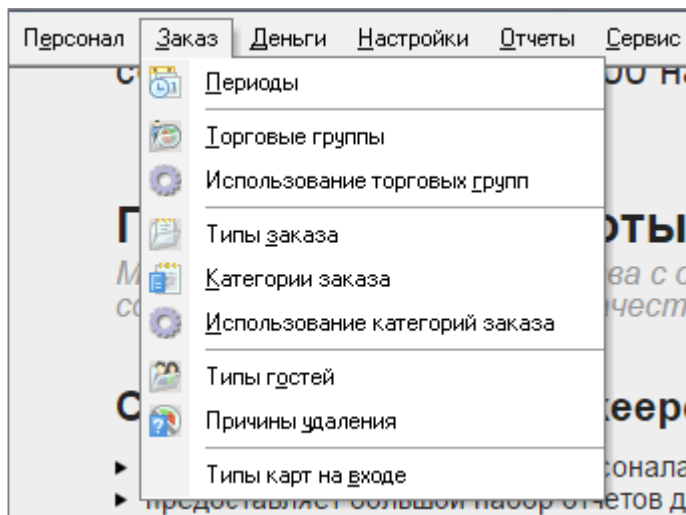 Персонал Заказ Деньги Настройки Отчеты Сервис
Периоды
Торговые группы
Использование торговых групп
Типы заказа
Категории заказа
Использование категорий заказа
Типы гостей
Причины удаления
Типы карт на входе